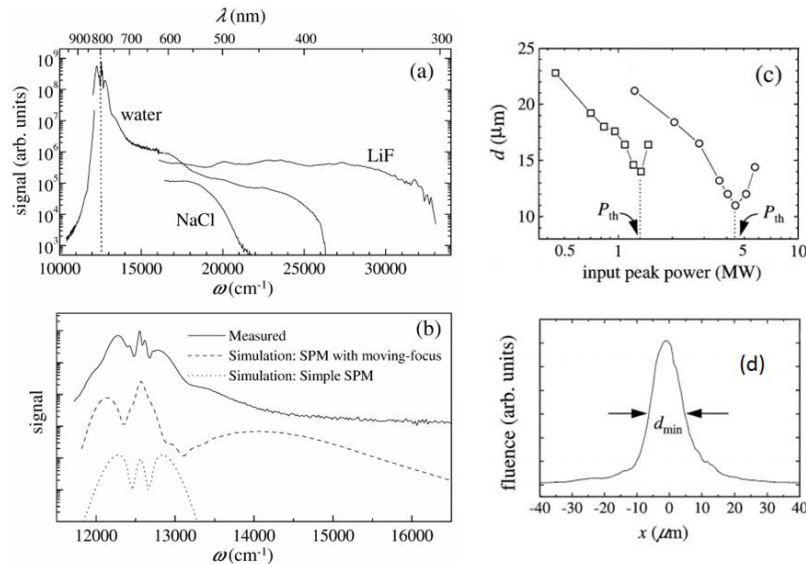 λ (nm)
900 800 700 600 500 400 300
10⁹
10⁸
10⁷
10⁶
10⁵
10⁴
10³
signal (arb. units)
(a)
water
LiF
NaCl
10000 15000 20000 25000 30000
ω (cm⁻¹)
(b)
Measured
Simulation: SPM with moving-focus
Simulation: Simple SPM
signal
12000 13000 14000 15000 16000
ω (cm⁻¹)
(c)
25
20
15
10
d (μm)
P_th
P_th
0.5 1 5 10
input peak power (MW)
(d)
fluence (arb. units)
d_min
-40 -30 -20 -10 0 10 20 30 40
x (μm)